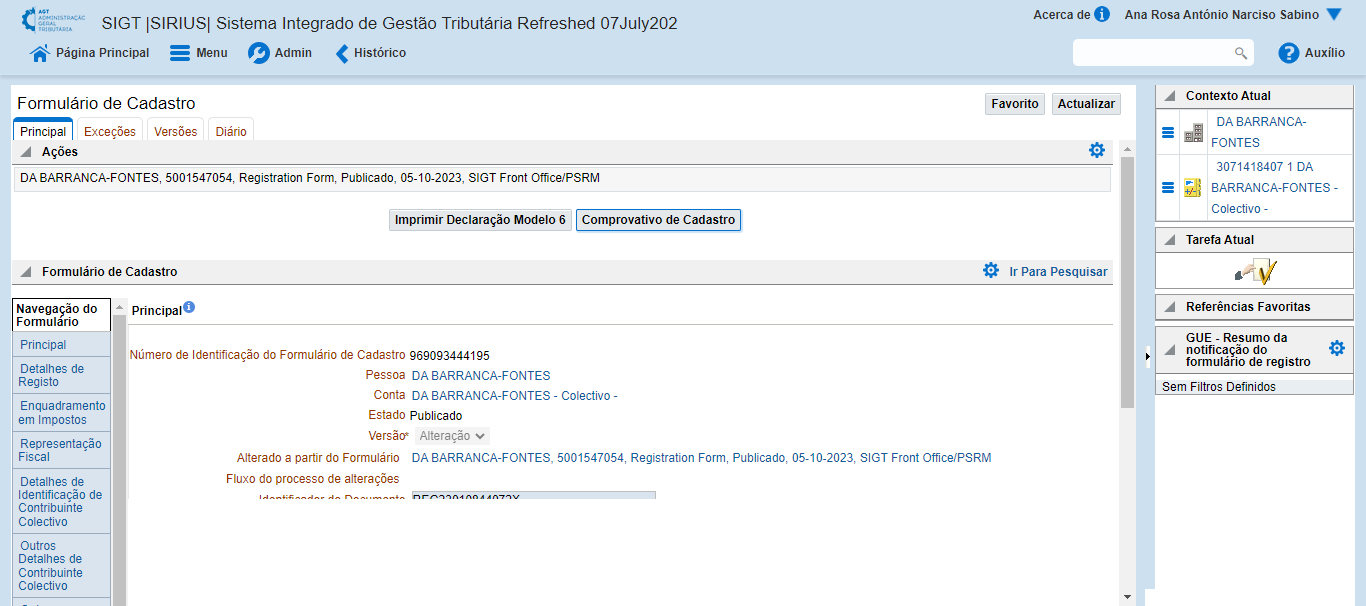 AGT
ADMINISTRAÇÃO
GERAL
TRIBUTÁRIA
SIGT |SIRIUS| Sistema Integrado de Gestão Tributária Refreshed 07July202
Acerca de
Ana Rosa António Narciso Sabino
Página Principal
Menu
Admin
Histórico
Auxílio
Formulário de Cadastro
Favorito
Actualizar
Principal
Exceções
Versões
Diário
Ações
DA BARRANCA-FONTES, 5001547054, Registration Form, Publicado, 05-10-2023, SIGT Front Office/PSRM
Imprimir Declaração Modelo 6
Comprovativo de Cadastro
Formulário de Cadastro
Ir Para Pesquisar
Navegação do
Formulário
Principal
Detalhes de
Registo
Enquadramento
em Impostos
Representação
Fiscal
Detalhes de
Identificação de
Contribuinte
Colectivo
Outros
Detalhes de
Contribuinte
Colectivo
Principal
Número de Identificação do Formulário de Cadastro 969093444195
Pessoa DA BARRANCA-FONTES
Conta DA BARRANCA-FONTES - Colectivo -
Estado Publicado
Versão* Alteração
Alterado a partir do Formulário DA BARRANCA-FONTES, 5001547054, Registration Form, Publicado, 05-10-2023, SIGT Front Office/PSRM
Fluxo do processo de alterações
Identificador do Documento
Contexto Atual
DA BARRANCA-
FONTES
3071418407 1 DA
BARRANCA-FONTES -
Colectivo -
Tarefa Atual
Referências Favoritas
GUE - Resumo da
notificação do
formulário de registro
Sem Filtros Definidos